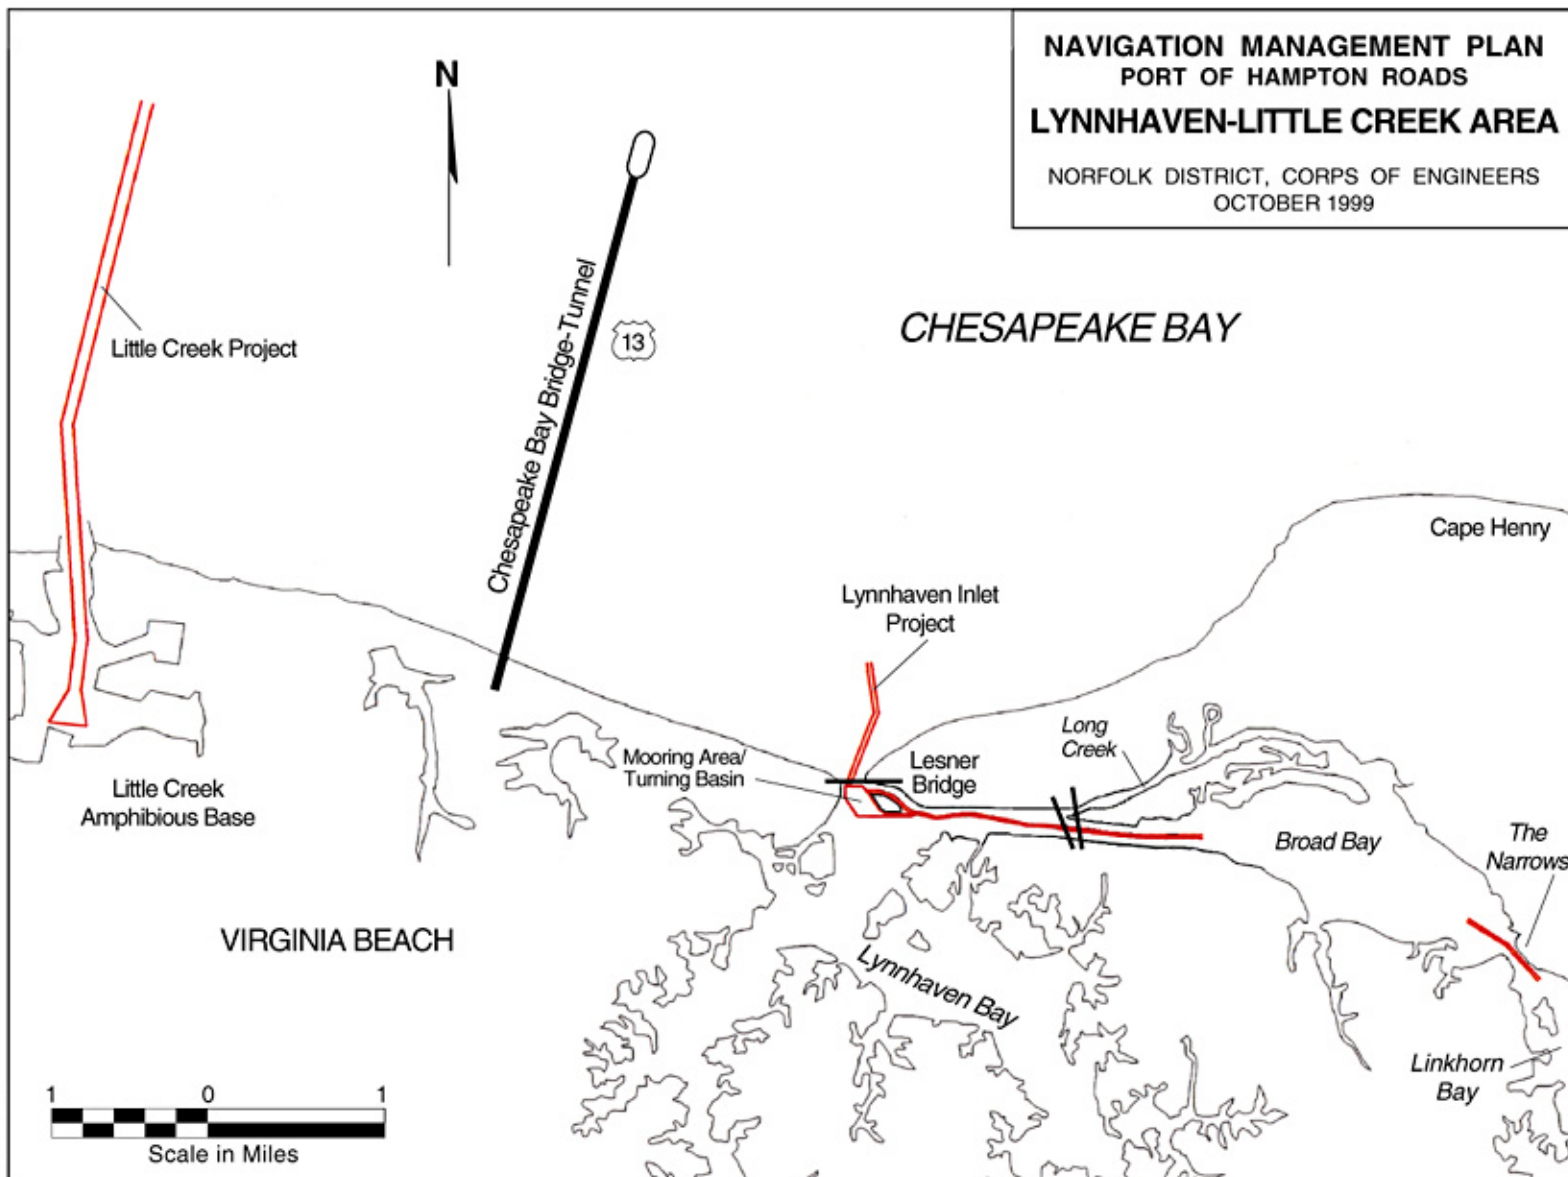 NAVIGATION MANAGEMENT PLAN
PORT OF HAMPTON ROADS
LYNNHAVEN-LITTLE CREEK AREA
NORFOLK DISTRICT, CORPS OF ENGINEERS
OCTOBER 1999
N
Chesapeake Bay Bridge-Tunnel
13
CHESAPEAKE BAY
Little Creek Project
Cape Henry
Lynnhaven Inlet
Project
Long
Creek
Mooring Area/
Turning Basin
Lesner
Bridge
Little Creek
Amphibious Base
Broad Bay
The
Narrows
VIRGINIA BEACH
Lynnhaven Bay
Linkhorn
Bay
1 0 1
Scale in Miles